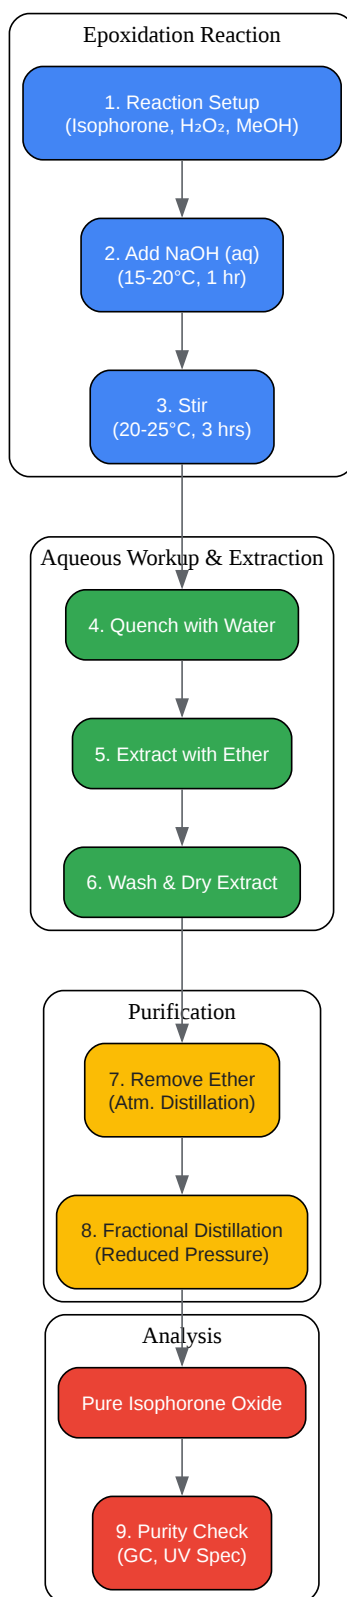 Epoxidation Reaction
1. Reaction Setup
(Isophorone, H₂O₂, MeOH)
2. Add NaOH (aq)
(15-20°C, 1 hr)
3. Stir
(20-25°C, 3 hrs)
Aqueous Workup & Extraction
4. Quench with Water
5. Extract with Ether
6. Wash & Dry Extract
Purification
7. Remove Ether
(Atm. Distillation)
8. Fractional Distillation
(Reduced Pressure)
Analysis
Pure Isophorone Oxide
9. Purity Check
(GC, UV Spec)